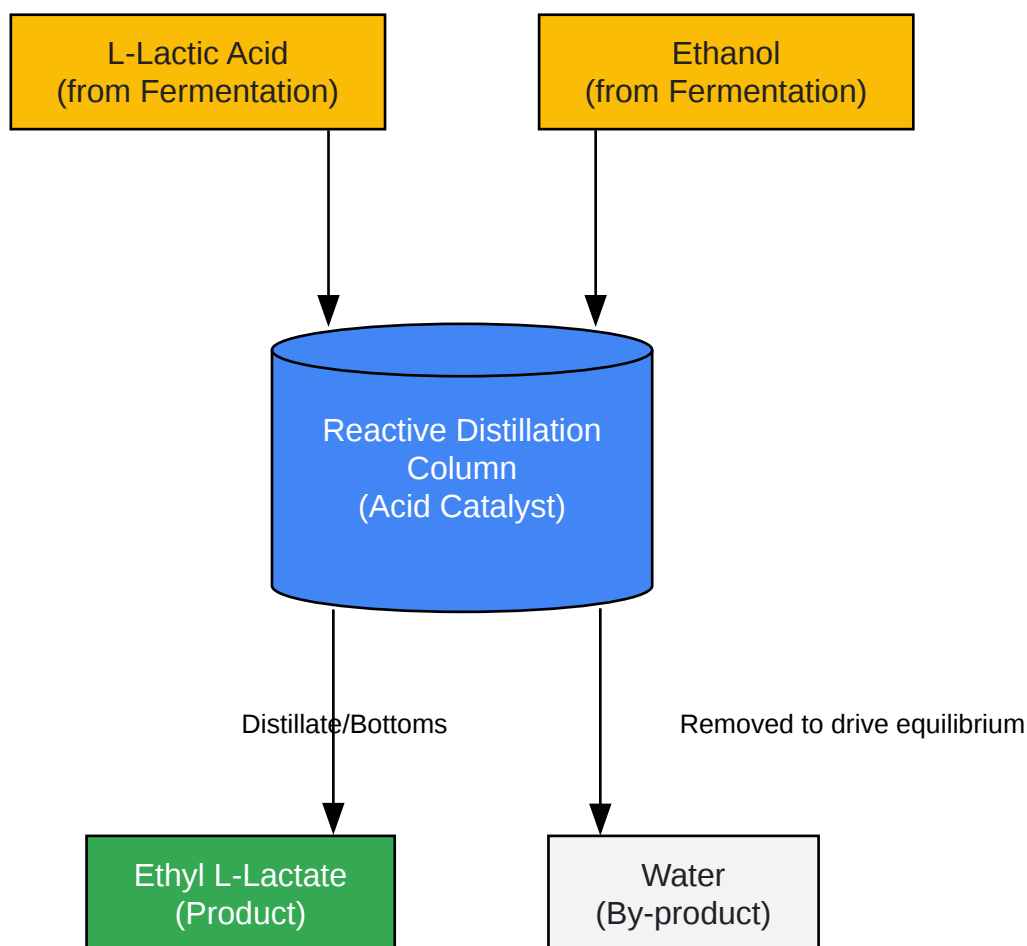 L-Lactic Acid
(from Fermentation)
Ethanol
(from Fermentation)
Reactive Distillation
Column
(Acid Catalyst)
Distillate/Bottoms
Removed to drive equilibrium
Ethyl L-Lactate
(Product)
Water
(By-product)